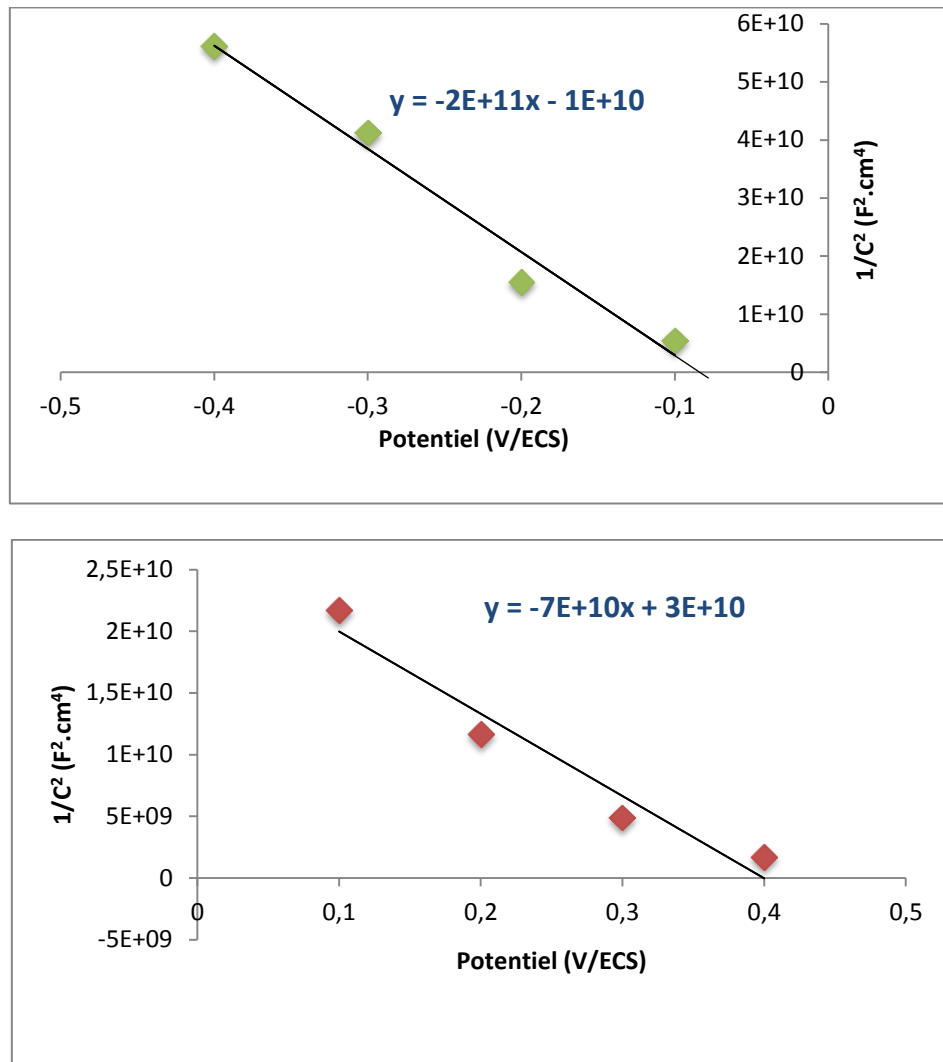 6E+10
5E+10
4E+10
3E+10
2E+10
1E+10
0
y = -2E+11x - 1E+10
1/C² (F².cm⁴)
-0,5 -0,4 -0,3 -0,2 -0,1 0
Potentiel (V/ECS)
2,5E+10
2E+10
1,5E+10
1E+10
5E+09
0
-5E+09
y = -7E+10x + 3E+10
1/C² (F².cm⁴)
0 0,1 0,2 0,3 0,4 0,5
Potentiel (V/ECS)